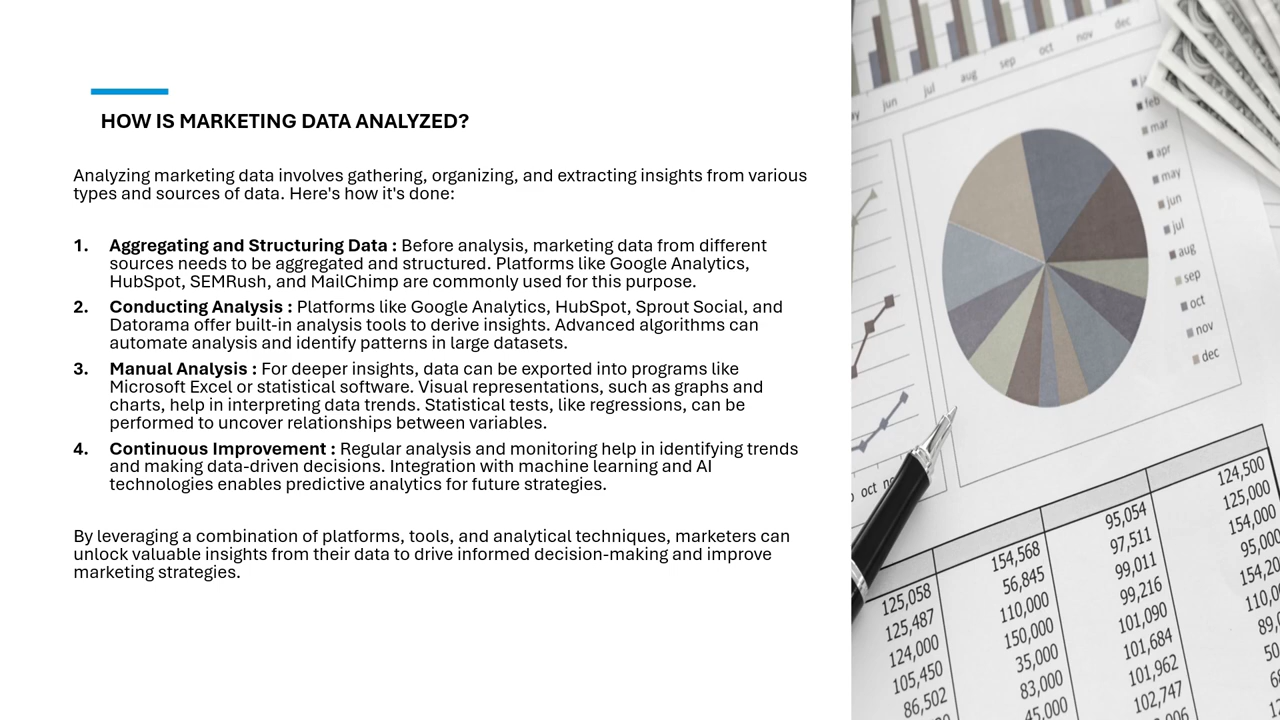 HOW IS MARKETING DATA ANALYZED?
Analyzing marketing data involves gathering, organizing, and extracting insights from various
types and sources of data. Here's how it's done:
1. Aggregating and Structuring Data : Before analysis, marketing data from different
sources needs to be aggregated and structured. Platforms like Google Analytics,
HubSpot, SEMRush, and MailChimp are commonly used for this purpose.
2. Conducting Analysis : Platforms like Google Analytics, HubSpot, Sprout Social, and
Datorama offer built-in analysis tools to derive insights. Advanced algorithms can
automate analysis and identify patterns in large datasets.
3. Manual Analysis : For deeper insights, data can be exported into programs like
Microsoft Excel or statistical software. Visual representations, such as graphs and
charts, help in interpreting data trends. Statistical tests, like regressions, can be
performed to uncover relationships between variables.
4. Continuous Improvement : Regular analysis and monitoring help in identifying trends
and making data-driven decisions. Integration with machine learning and AI
technologies enables predictive analytics for future strategies.
By leveraging a combination of platforms, tools, and analytical techniques, marketers can
unlock valuable insights from their data to drive informed decision-making and improve
marketing strategies.
jun jul aug sep oct nov dec
feb
mar
apr
may
jun
jul
aug
sep
oct
nov
dec
oct
125,058
125,487
124,000
105,450
86,502
154,568
56,845
110,000
150,000
35,000
83,000
45,000
95,054
97,511
99,011
99,216
101,090
101,684
101,962
102,747
124,500
125,000
154,000
95,000